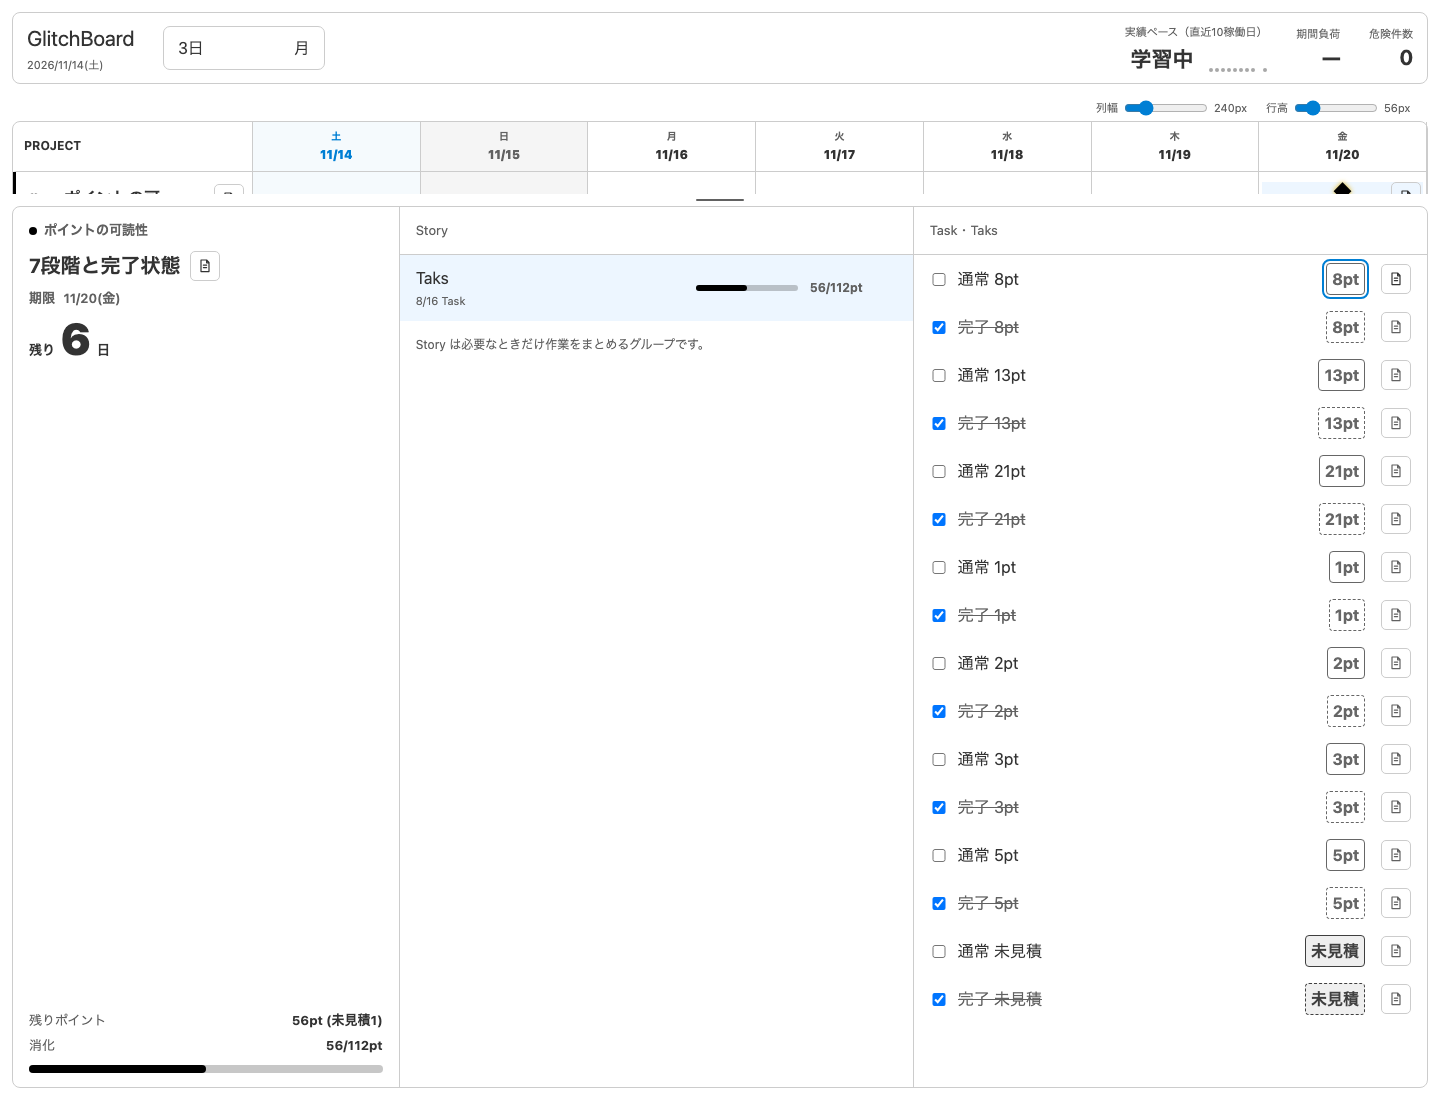 GlitchBoard
2026/11/14(土)
3日 月
実績ペース（直近10稼働日）
学習中
期間負荷
—
危険件数
0
列幅 240px 行高 56px
PROJECT
土
11/14
日
11/15
月
11/16
火
11/17
水
11/18
木
11/19
金
11/20
ポイントの可読性
7段階と完了状態
期限 11/20(金)
残り 6 日
残りポイント 56pt (未見積1)
消化 56/112pt
Story
Taks
8/16 Task
56/112pt
Story は必要なときだけ作業をまとめるグループです。
Task・Taks
通常 8pt 8pt
完了 8pt 8pt
通常 13pt 13pt
完了 13pt 13pt
通常 21pt 21pt
完了 21pt 21pt
通常 1pt 1pt
完了 1pt 1pt
通常 2pt 2pt
完了 2pt 2pt
通常 3pt 3pt
完了 3pt 3pt
通常 5pt 5pt
完了 5pt 5pt
通常 未見積 未見積
完了 未見積 未見積